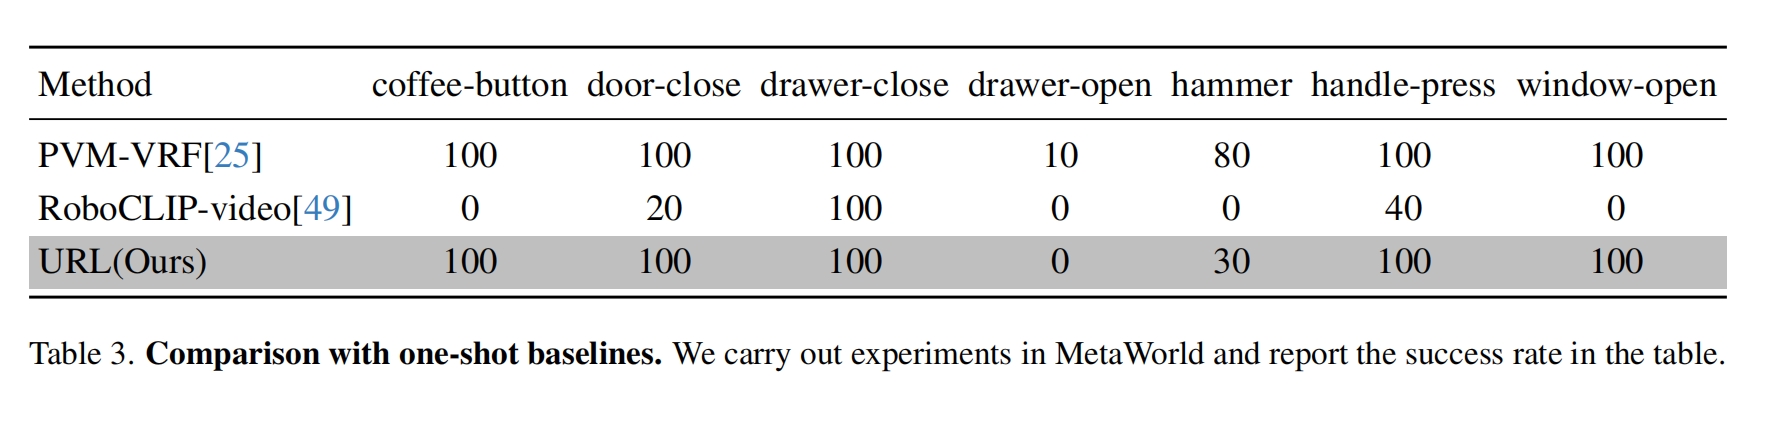 Method coffee-button door-close drawer-close drawer-open hammer handle-press window-open
PVM-VRF[25] 100 100 100 10 80 100 100
RoboCLIP-video[49] 0 20 100 0 0 40 0
URL(Ours) 100 100 100 0 30 100 100
Table 3. Comparison with one-shot baselines. We carry out experiments in MetaWorld and report the success rate in the table.